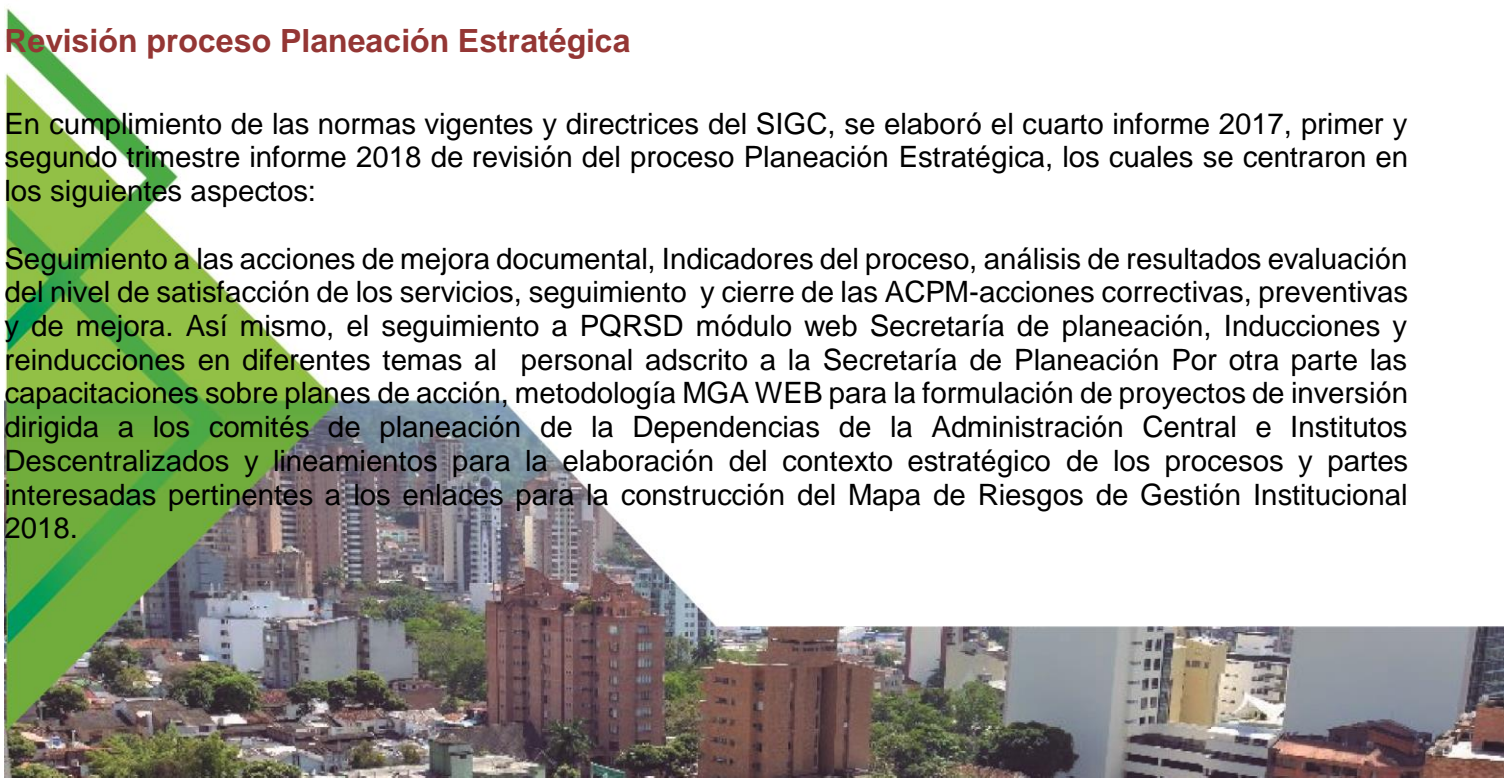 Revisión proceso Planeación Estratégica
En cumplimiento de las normas vigentes y directrices del SIGC, se elaboró el cuarto informe 2017, primer y
segundo trimestre informe 2018 de revisión del proceso Planeación Estratégica, los cuales se centraron en
los siguientes aspectos:
Seguimiento a las acciones de mejora documental, Indicadores del proceso, análisis de resultados evaluación
del nivel de satisfacción de los servicios, seguimiento y cierre de las ACPM-acciones correctivas, preventivas
y de mejora. Así mismo, el seguimiento a PQRSD módulo web Secretaría de planeación, Inducciones y
reinducciones en diferentes temas al personal adscrito a la Secretaría de Planeación Por otra parte las
capacitaciones sobre planes de acción, metodología MGA WEB para la formulación de proyectos de inversión
dirigida a los comités de planeación de la Dependencias de la Administración Central e Institutos
Descentralizados y lineamientos para la elaboración del contexto estratégico de los procesos y partes
interesadas pertinentes a los enlaces para la construcción del Mapa de Riesgos de Gestión Institucional
2018.